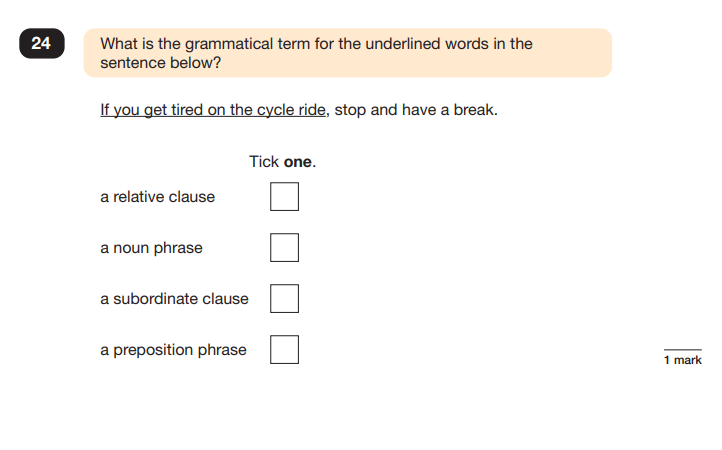 24
What is the grammatical term for the underlined words in the
sentence below?
If you get tired on the cycle ride, stop and have a break.
Tick one.
a relative clause
a noun phrase
a subordinate clause
a preposition phrase
1 mark